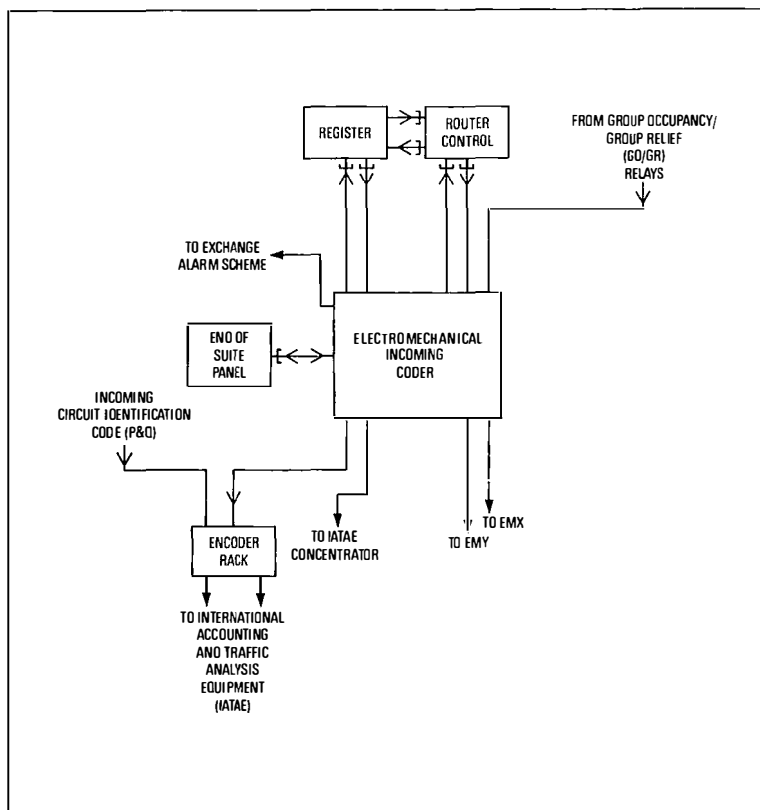 REGISTER
ROUTER
CONTROL
FROM GROUP OCCUPANCY/
GROUP RELIEF
(GO/GR)
RELAYS
TO EXCHANGE
ALARM SCHEME
END OF
SUITE
PANEL
ELECTROMECHANICAL
INCOMING
CODER
INCOMING
CIRCUIT IDENTIFICATION
CODE (P&Q)
ENCODER
RACK
TO IATAE
CONCENTRATOR
TO EMY
TO EMX
TO INTERNATIONAL
ACCOUNTING
AND TRAFFIC
ANALYSIS
EQUIPMENT
(IATAE)